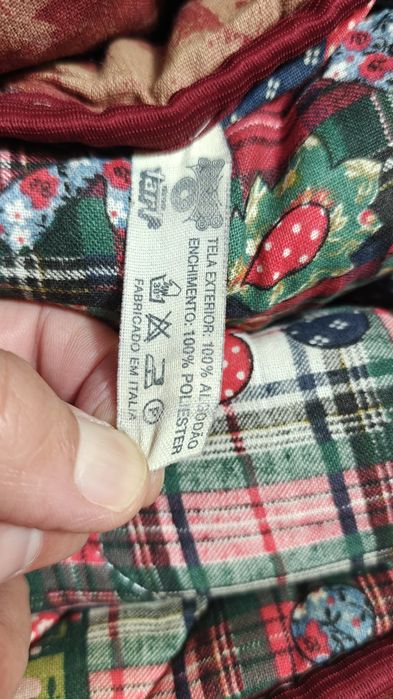 TELA EXTERIOR: 100% ALGODÃO
ENCHIMENTO: 100% POLIESTER
FABRICADO EM ITALIA